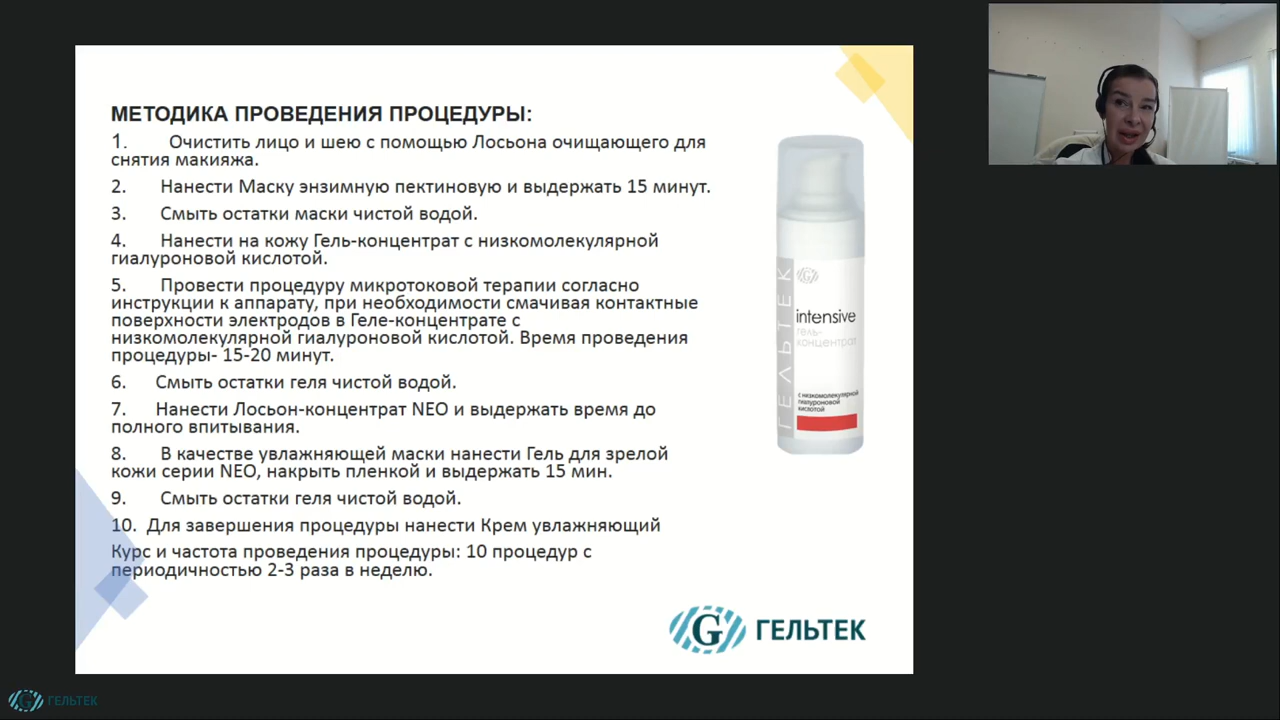 МЕТОДИКА ПРОВЕДЕНИЯ ПРОЦЕДУРЫ:
1. Очистить лицо и шею с помощью Лосьона очищающего для
снятия макияжа.
2. Нанести Маску энзимную пектиновую и выдержать 15 минут.
3. Смыть остатки маски чистой водой.
4. Нанести на кожу Гель-концентрат с низкомолекулярной
гиалуроновой кислотой.
5. Провести процедуру микротоковой терапии согласно
инструкции к аппарату, при необходимости смачивая контактные
поверхности электродов в Геле-концентрате с
низкомолекулярной гиалуроновой кислотой. Время проведения
процедуры- 15-20 минут.
6. Смыть остатки геля чистой водой.
7. Нанести Лосьон-концентрат NEO и выдержать время до
полного впитывания.
8. В качестве увлажняющей маски нанести Гель для зрелой
кожи серии NEO, накрыть пленкой и выдержать 15 мин.
9. Смыть остатки геля чистой водой.
10. Для завершения процедуры нанести Крем увлажняющий
Курс и частота проведения процедуры: 10 процедур с
периодичностью 2-3 раза в неделю.
ГЕЛЬТЕК
intensive
гель-
концентрат
с низкомолекулярной
гиалуроновой
кислотой
G ГЕЛЬТЕК
G ГЕЛЬТЕК